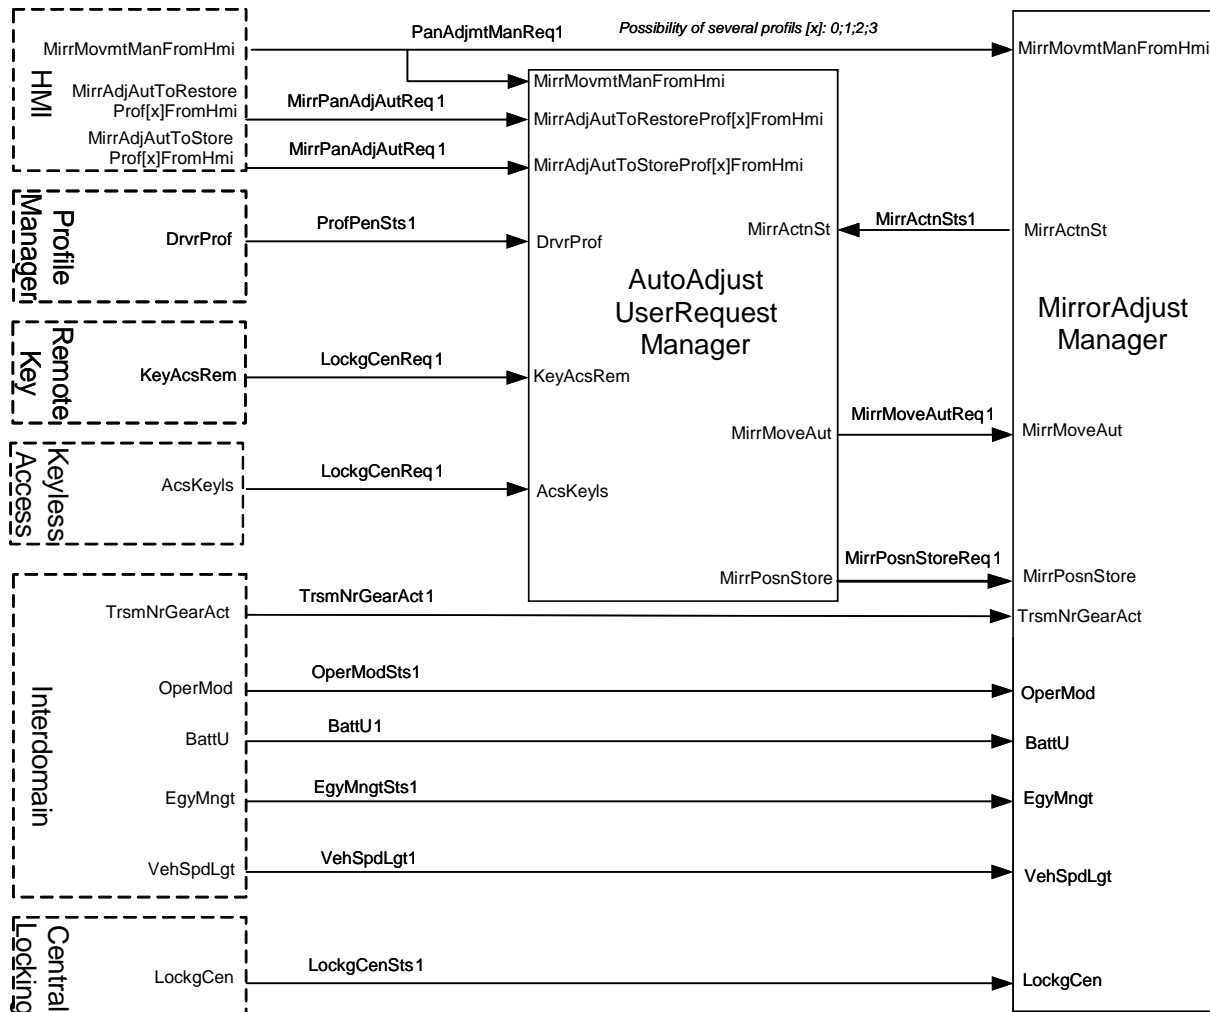 PanAdjmtManReq1
Possibility of several profils [x]: 0;1;2;3
HMI
MirrMovmtManFromHmi
MirrMovmtManFromHmi
MirrMovmtManFromHmi
MirrAdjAutToRestore
Prof[x]FromHmi
MirrPanAdjAutReq1
MirrAdjAutToRestoreProf[x]FromHmi
MirrAdjAutToStore
Prof[x]FromHmi
MirrPanAdjAutReq1
MirrAdjAutToStoreProf[x]FromHmi
Profile
Manager
DrvrProf
ProfPenSts1
DrvrProf
MirrActnSt
MirrActnSts1
MirrActnSt
AutoAdjust
UserRequest
Manager
MirrorAdjust
Manager
Remote
Key
KeyAcsRem
LockgCenReq1
KeyAcsRem
MirrMoveAut
MirrMoveAutReq1
MirrMoveAut
Keyless
Access
AcsKeyls
LockgCenReq1
AcsKeyls
MirrPosnStore
MirrPosnStoreReq1
MirrPosnStore
Interdomain
TrsmNrGearAct
TrsmNrGearAct1
TrsmNrGearAct
OperMod
OperModSts1
OperMod
BattU
BattU1
BattU
EgyMngt
EgyMngtSts1
EgyMngt
VehSpdLgt
VehSpdLgt1
VehSpdLgt
Central
Locking
LockgCen
LockgCenSts1
LockgCen